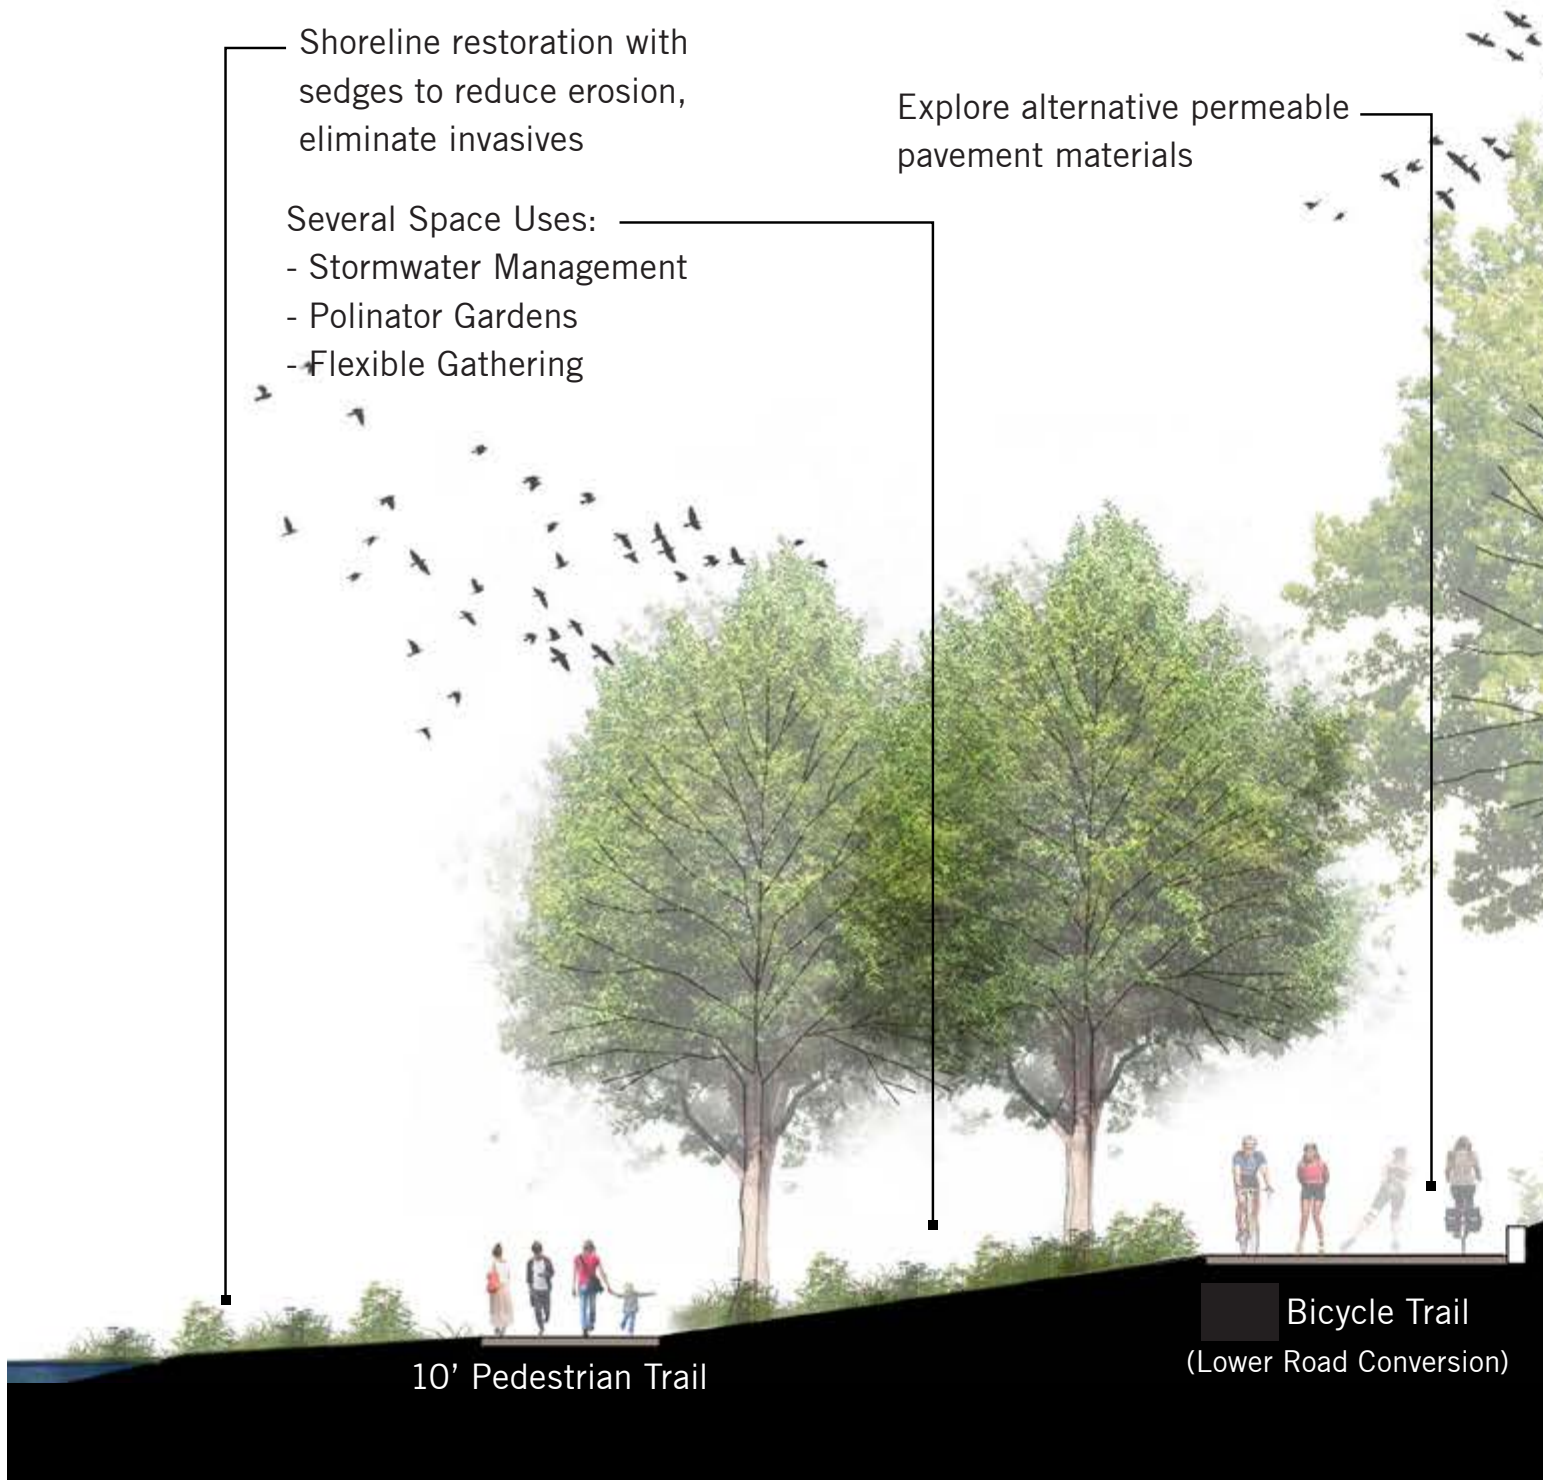 Shoreline restoration with
sedges to reduce erosion,
eliminate invasives
Explore alternative permeable
pavement materials
Several Space Uses:
- Stormwater Management
- Polinator Gardens
- Flexible Gathering
10’ Pedestrian Trail
Bicycle Trail
(Lower Road Conversion)